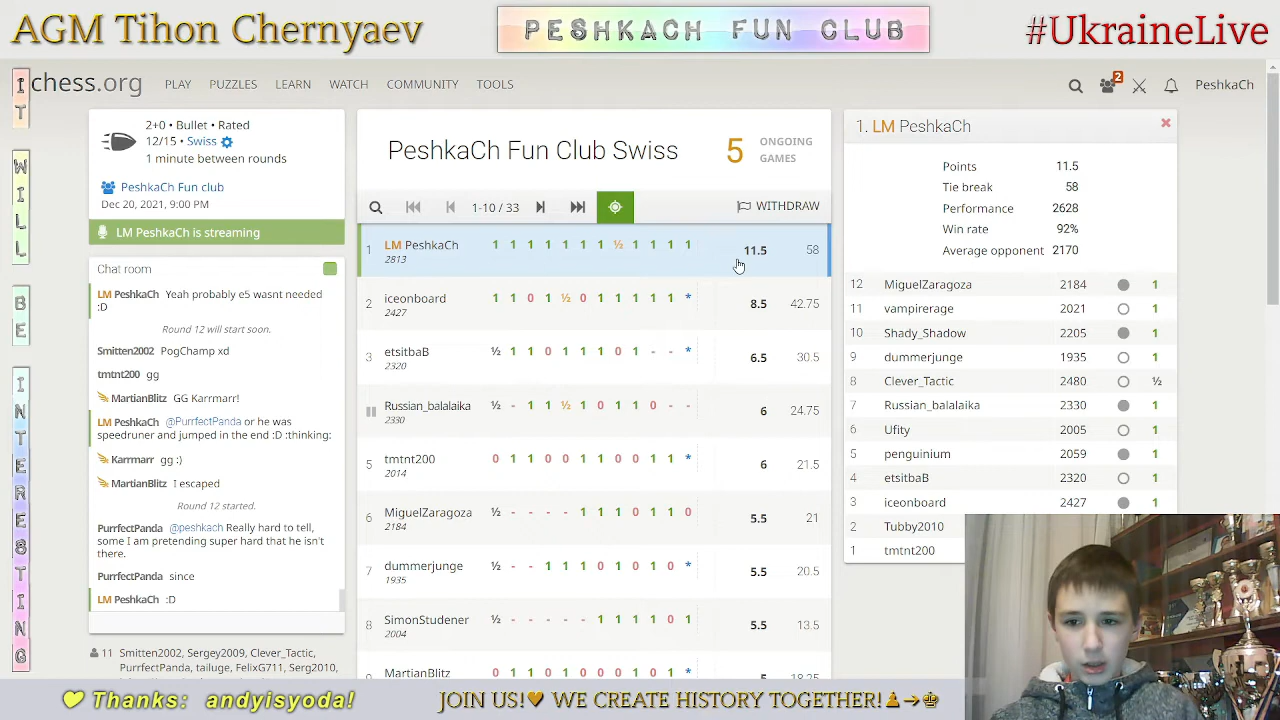 AGM Tihon Chernyaev
PESHKACH FUN CLUB
#UkraineLive
IT WILL BE INTERESTING
chess.org
PLAY PUZZLES LEARN WATCH COMMUNITY TOOLS
2
PeshkaCh
2+0 • Bullet • Rated
12/15 • Swiss
1 minute between rounds
PeshkaCh Fun club
Dec 20, 2021, 9:00 PM
LM PeshkaCh is streaming
Chat room
LM PeshkaCh Yeah probably e5 wasnt needed
:D
Round 12 will start soon.
Smitten2002 PogChamp xd
tmtnt200 gg
MartianBlitz GG Karrmarr!
LM PeshkaCh @PurrfectPanda or he was
speedruner and jumped in the end :D :thinking:
Karrmarr gg :)
MartianBlitz I escaped
Round 12 started.
PurrfectPanda @peshkach Really hard to tell,
some I am pretending super hard that he isn't
there.
PurrfectPanda since
LM PeshkaCh :D
11 Smitten2002, Sergey2009, Clever_Tactic,
PurrfectPanda, tailuge, FelixG711, Serg2010,
PeshkaCh Fun Club Swiss
5 ONGOING
GAMES
1-10 / 33
WITHDRAW
1 LM PeshkaCh 1 1 1 1 1 1 1 ½ 1 1 1 1 11.5 58
2813
2 iceonboard 1 1 0 1 ½ 0 1 1 1 1 1 * 8.5 42.75
2427
3 etsitbaB ½ 1 1 0 1 1 1 0 1 - - * 6.5 30.5
2320
Russian_balalaika ½ - 1 1 ½ 1 0 1 1 0 - - 6 24.75
2330
5 tmtnt200 0 1 1 0 0 1 1 0 0 1 1 * 6 21.5
2014
6 MiguelZaragoza ½ - - - - 1 1 1 0 1 1 0 5.5 21
2184
7 dummerjunge ½ - - 1 1 1 0 1 0 1 0 * 5.5 20.5
1935
8 SimonStudener ½ - - - - - 1 1 1 1 0 1 5.5 13.5
2004
MartianBlitz
1. LM PeshkaCh
Points 11.5
Tie break 58
Performance 2628
Win rate 92%
Average opponent 2170
12 MiguelZaragoza 2184 1
11 vampirerage 2021 1
10 Shady_Shadow 2205 1
9 dummerjunge 1935 1
8 Clever_Tactic 2480 ½
7 Russian_balalaika 2330 1
6 Ufity 2005 1
5 penguinium 2059 1
4 etsitbaB 2320 1
3 iceonboard 2427 1
2 Tubby2010
1 tmtnt200
Thanks: andyisyoda!
JOIN US! WE CREATE HISTORY TOGETHER!